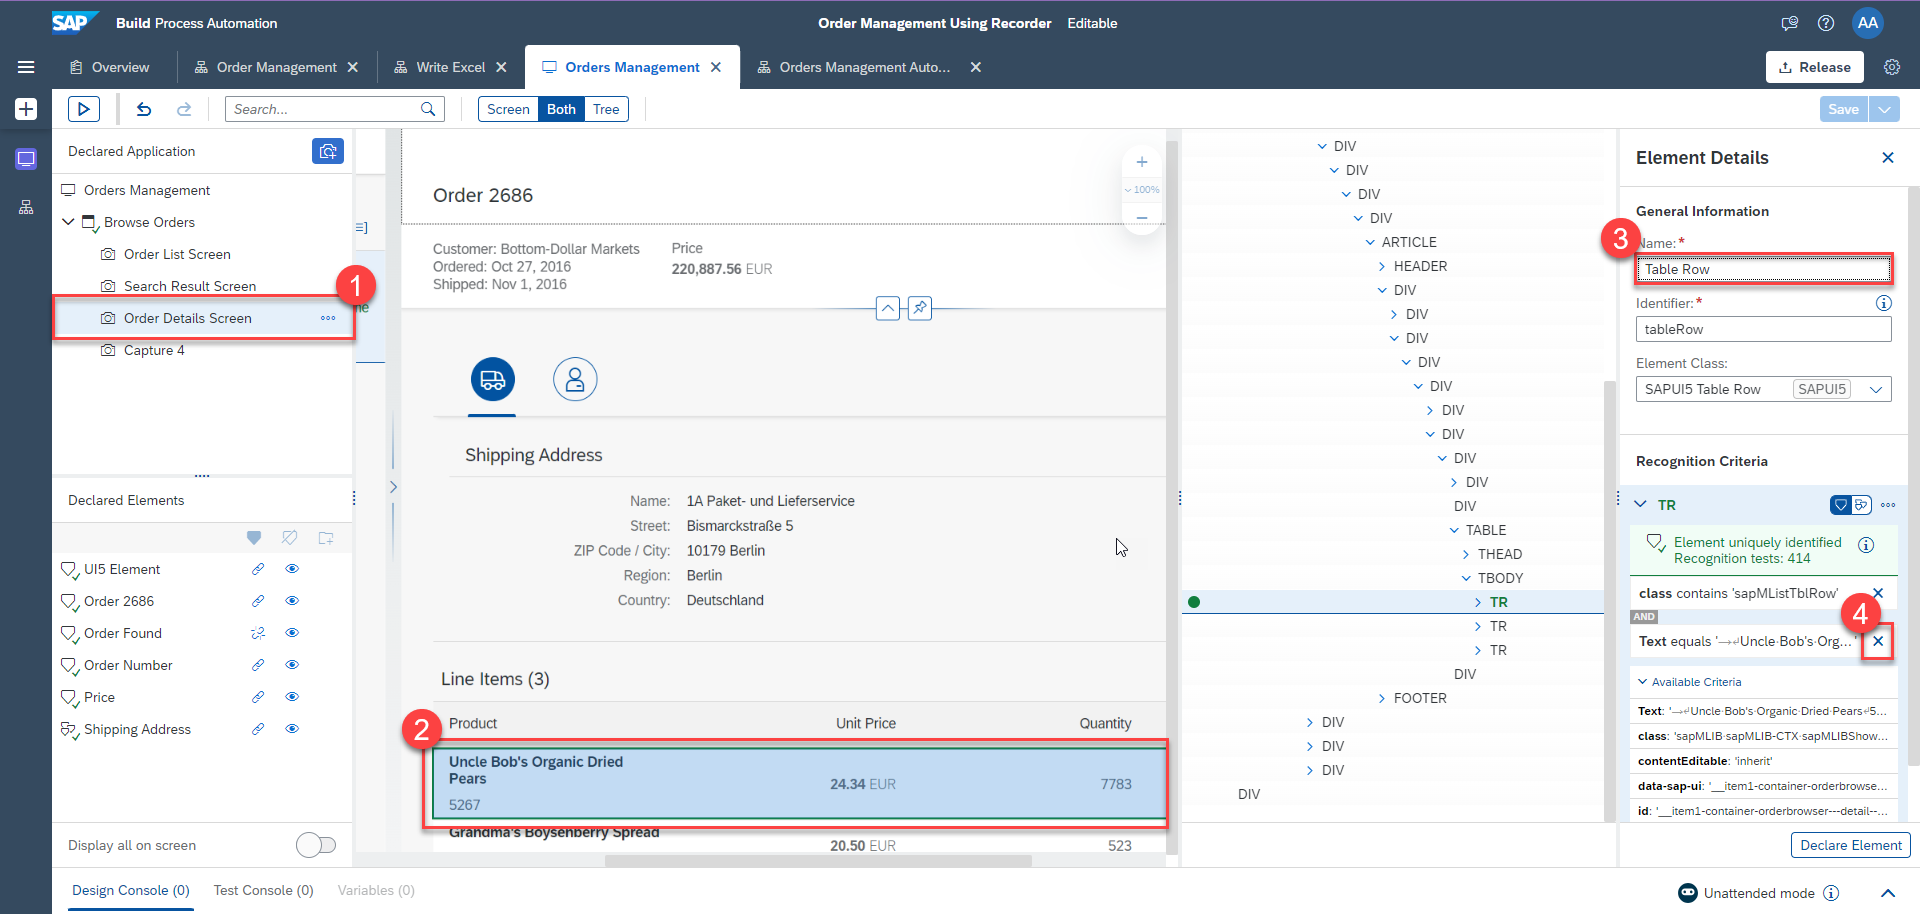 SAP Build Process Automation
Order Management Using Recorder Editable
AA
Overview
Order Management
Write Excel
Orders Management
Orders Management Auto...
Release
Search...
Screen Both Tree
Save
Declared Application
Orders Management
Browse Orders
Order List Screen
Search Result Screen
1
Order Details Screen
Capture 4
Declared Elements
UI5 Element
Order 2686
Order Found
Order Number
Price
Shipping Address
Display all on screen
Order 2686
100%
Customer: Bottom-Dollar Markets
Ordered: Oct 27, 2016
Shipped: Nov 1, 2016
Price
220,887.56 EUR
Shipping Address
Name: 1A Paket- und Lieferservice
Street: Bismarckstraße 5
ZIP Code / City: 10179 Berlin
Region: Berlin
Country: Deutschland
Line Items (3)
Product Unit Price Quantity
2
Uncle Bob's Organic Dried
Pears
24.34 EUR 7783
5267
Grandma's Boysenberry Spread
20.50 EUR 523
DIV
DIV
DIV
DIV
ARTICLE
HEADER
DIV
DIV
DIV
DIV
DIV
DIV
DIV
DIV
DIV
DIV
TABLE
THEAD
TBODY
TR
TR
TR
DIV
FOOTER
DIV
DIV
DIV
DIV
Element Details
General Information
3
Name: *
Table Row
Identifier: *
tableRow
Element Class:
SAPUI5 Table Row SAPUI5
Recognition Criteria
TR
Element uniquely identified
Recognition tests: 414
class contains 'sapMListTblRow'
AND
4
Text equals '→↵Uncle·Bob's·Org...
Available Criteria
Text: '→↵Uncle·Bob's·Organic·Dried·Pears↵5...
class: 'sapMLIB·sapMLIB-CTX·sapMLIBShow...
contentEditable: 'inherit'
data-sap-ui: '__item1-container-orderbrowse...
id: '__item1-container-orderbrowser---detail--...
Declare Element
Design Console (0) Test Console (0) Variables (0)
Unattended mode